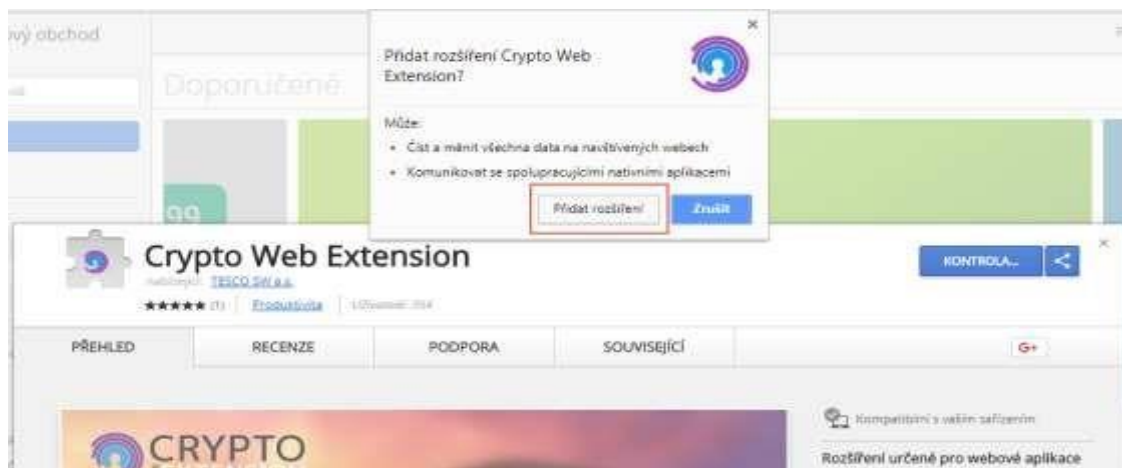 vý obchod
Doporučené
Přidat rozšíření Crypto Web
Extension?
Může:
Číst a měnit všechna data na navštívených webech
Komunikovat se spolupracujícími nativními aplikacemi
Přidat rozšíření
Zrušit
99
Crypto Web Extension
TESCO SW a.s.
(1)
Produktivita
KONTROLA...
PŘEHLED
RECENZE
PODPORA
SOUVISEJÍCÍ
G+
CRYPTO
Kompatibilní s vaším zařízením
Rozšíření určené pro webové aplikace